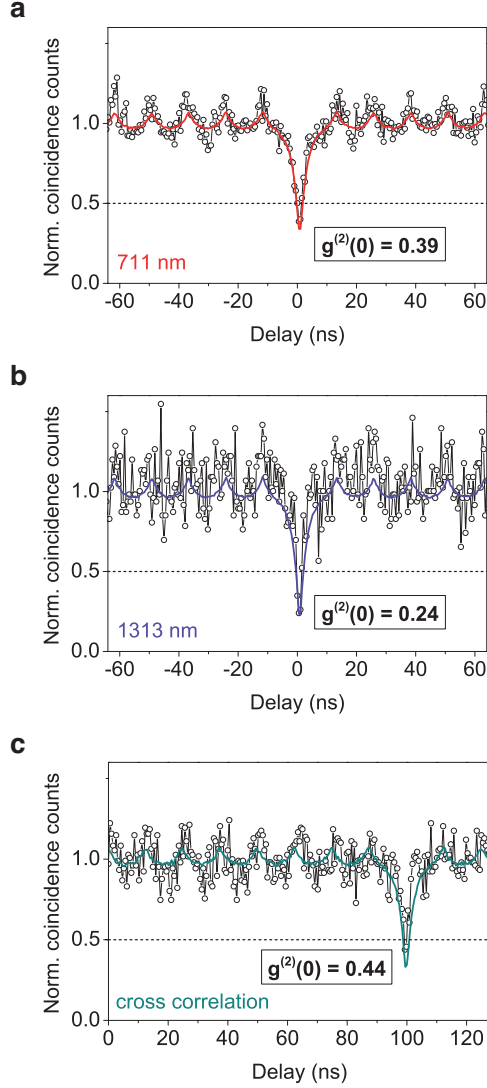 a
Norm. coincidence counts
1.0
0.5
0.0
g(2)(0) = 0.39
711 nm
-60 -40 -20 0 20 40 60
Delay (ns)
b
Norm. coincidence counts
1.0
0.5
0.0
g(2)(0) = 0.24
1313 nm
-60 -40 -20 0 20 40 60
Delay (ns)
c
Norm. coincidence counts
1.0
0.5
0.0
g(2)(0) = 0.44
cross correlation
0 20 40 60 80 100 120
Delay (ns)